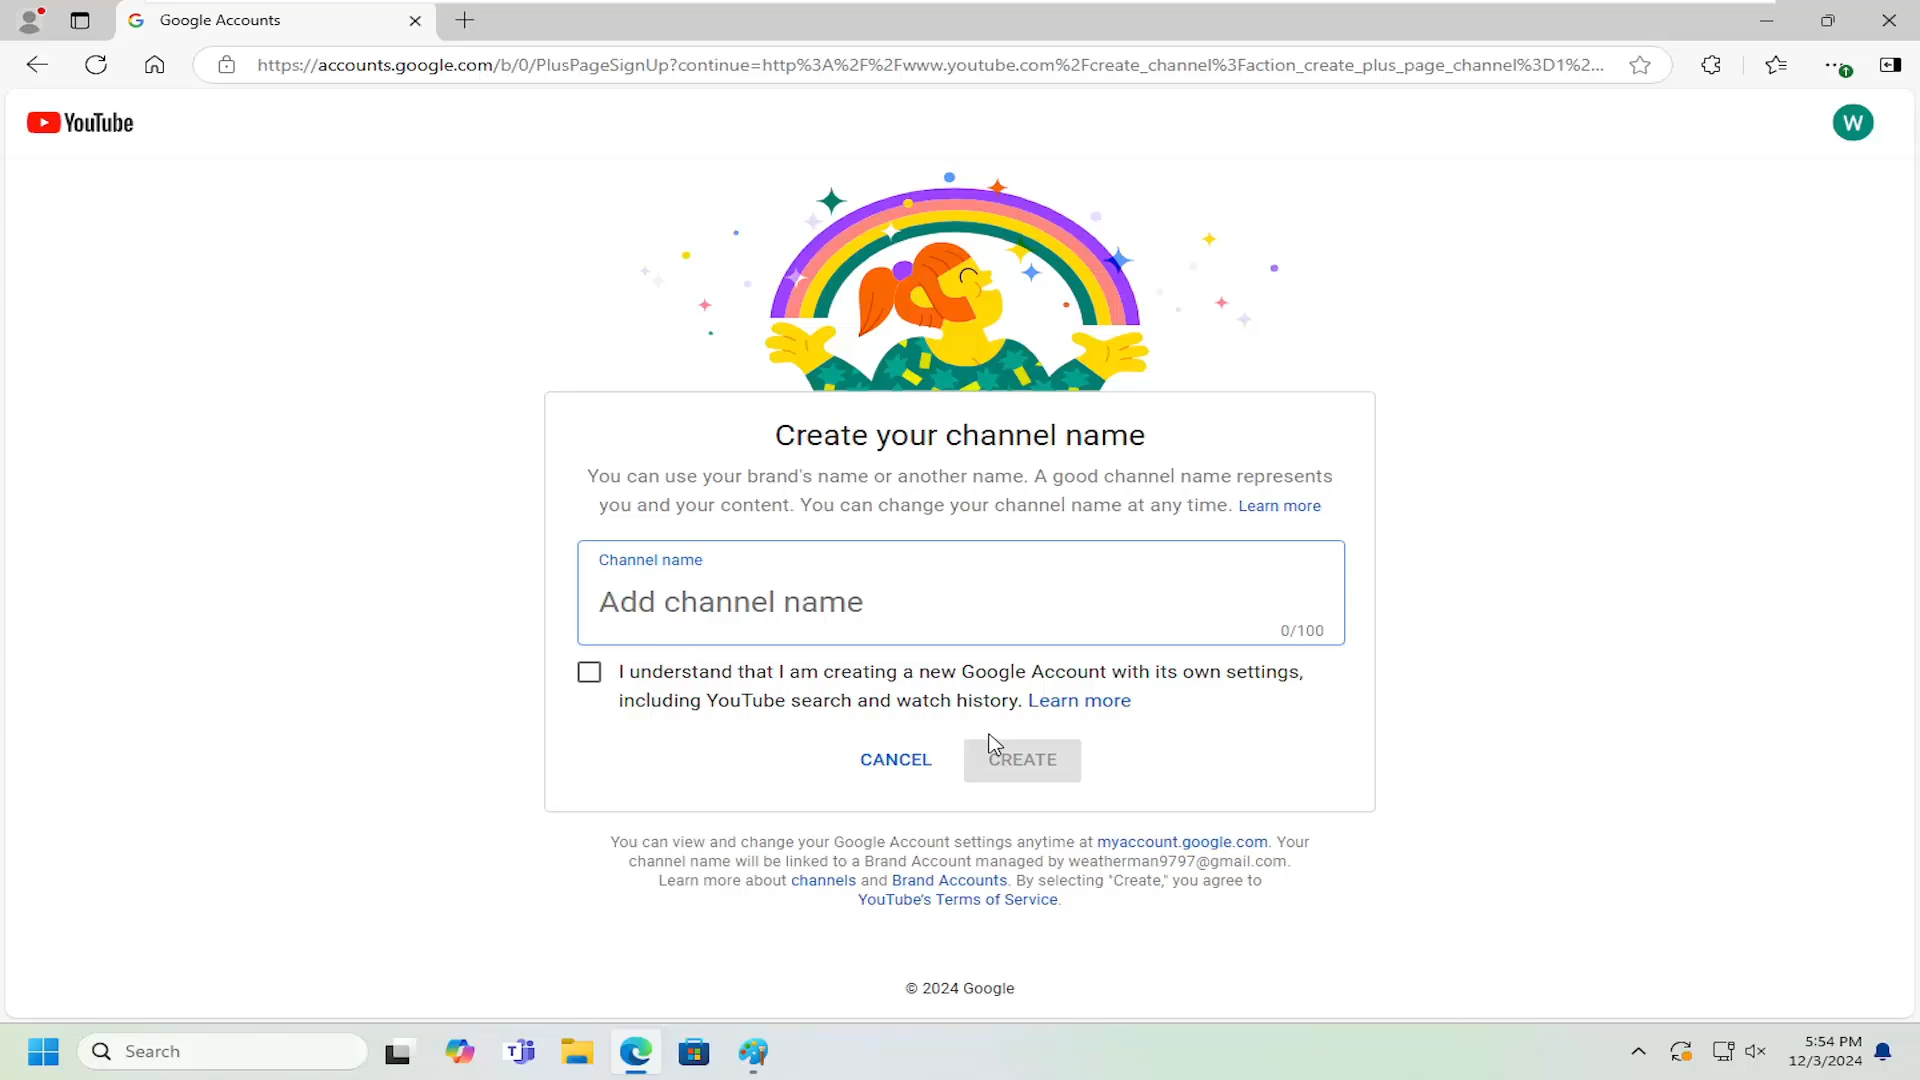 Google Accounts
https://accounts.google.com/b/0/PlusPageSignUp?continue=http%3A%2F%2Fwww.youtube.com%2Fcreate_channel%3Faction_create_plus_page_channel%3D1%2...
YouTube
W
Create your channel name
You can use your brand's name or another name. A good channel name represents
you and your content. You can change your channel name at any time. Learn more
Channel name
Add channel name
0/100
I understand that I am creating a new Google Account with its own settings,
including YouTube search and watch history. Learn more
CANCEL
CREATE
You can view and change your Google Account settings anytime at myaccount.google.com. Your
channel name will be linked to a Brand Account managed by weatherman9797@gmail.com.
Learn more about channels and Brand Accounts. By selecting "Create," you agree to
YouTube's Terms of Service.
© 2024 Google
Search
5:54 PM
12/3/2024